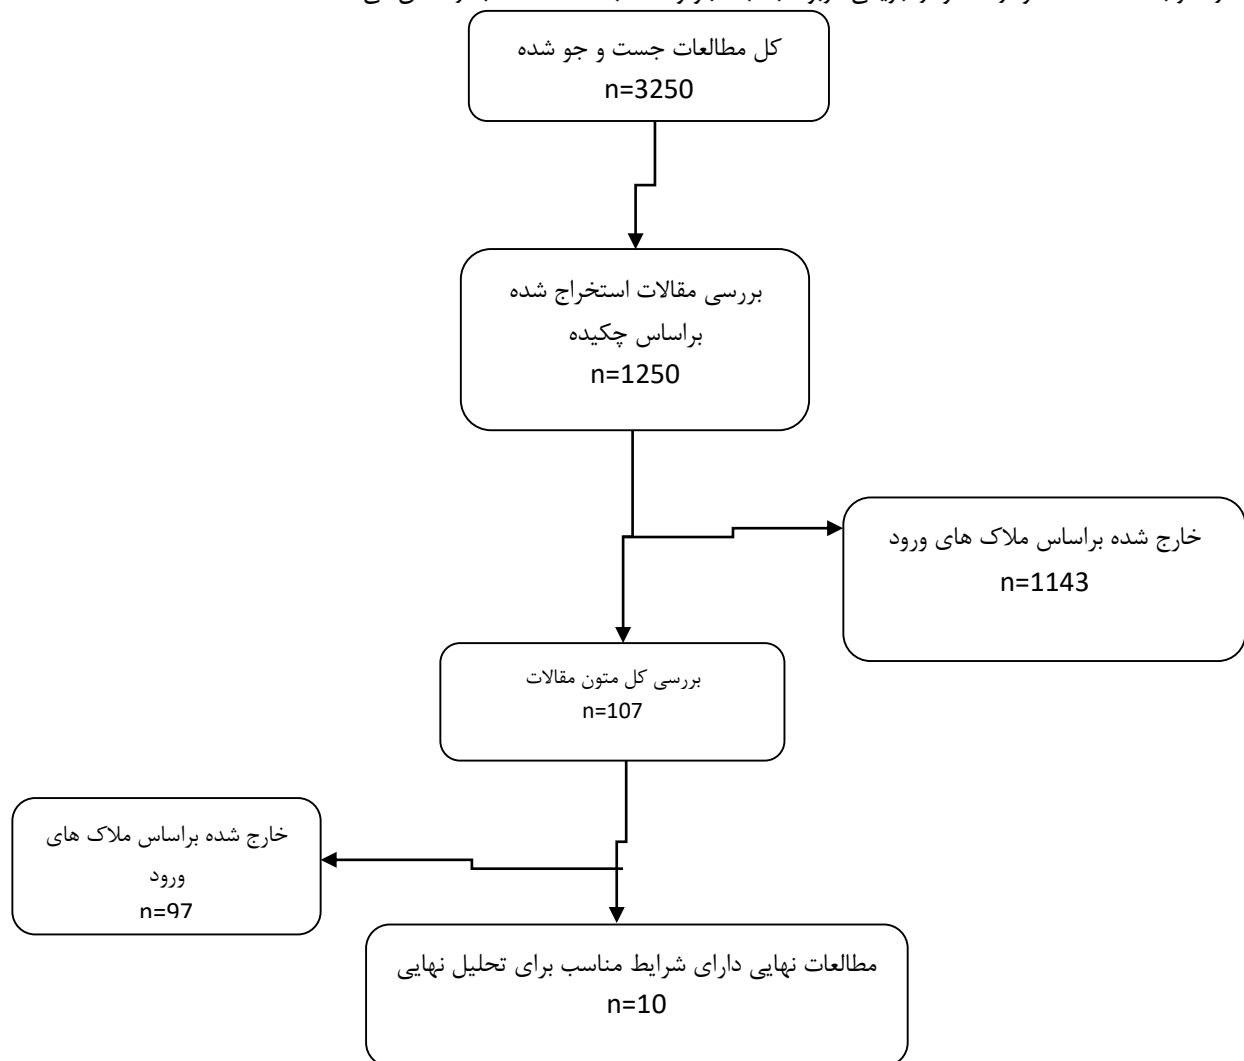 کل مطالعات جست و جو شده
n=3250
بررسی مقالات استخراج شده
براساس چکیده
n=1250
خارج شده براساس ملاک های ورود
n=1143
بررسی کل متون مقالات
n=107
خارج شده براساس ملاک های
ورود
n=97
مطالعات نهایی دارای شرایط مناسب برای تحلیل نهایی
n=10